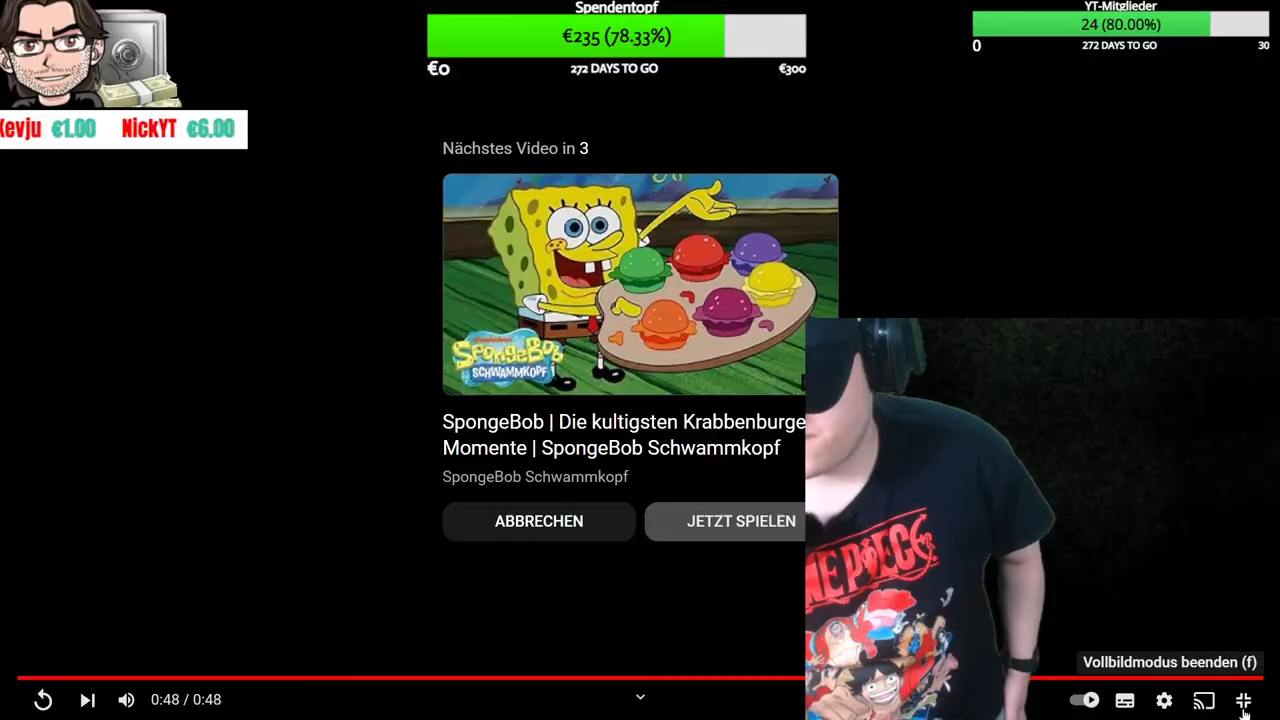 Spendentopf
€235 (78.33%)
€0
272 DAYS TO GO
€300
YT-Mitglieder
24 (80.00%)
0
272 DAYS TO GO
30
Kevju €1.00 NickYT €6.00
Nächstes Video in 3
nickelodeon
SpongeBob
SCHWAMMKOPF
SpongeBob | Die kultigsten Krabbenburge
Momente | SpongeBob Schwammkopf
SpongeBob Schwammkopf
ABBRECHEN
JETZT SPIELEN
NE PIECE
Vollbildmodus beenden (f)
0:48 / 0:48